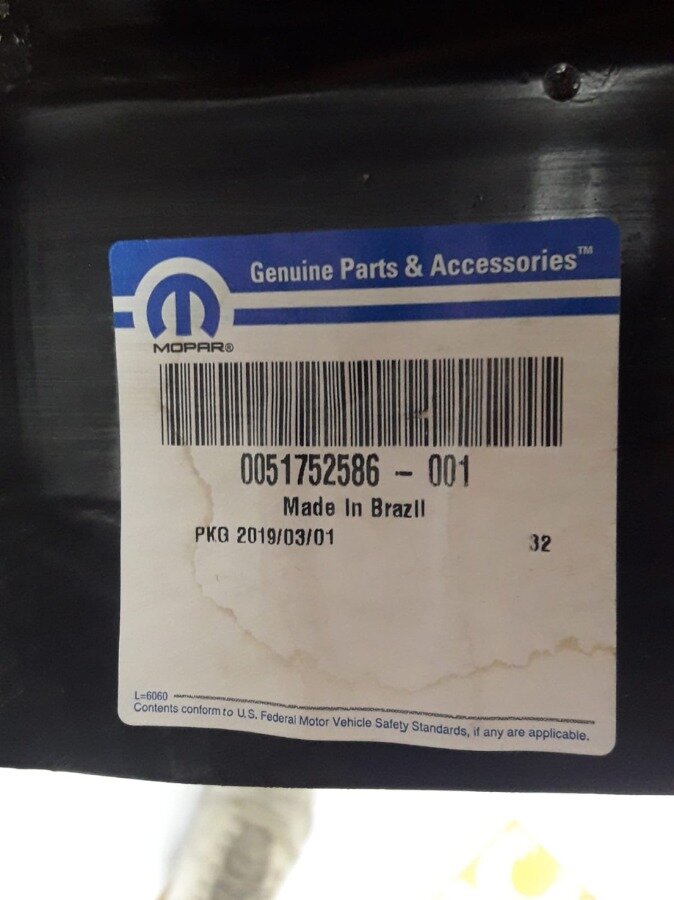 Genuine Parts & Accessories™
MOPAR®
0051752586 - 001
Made In Brazil
PKG 2019/03/01
32
L=6060
Contents conform to U.S. Federal Motor Vehicle Safety Standards, if any are applicable.